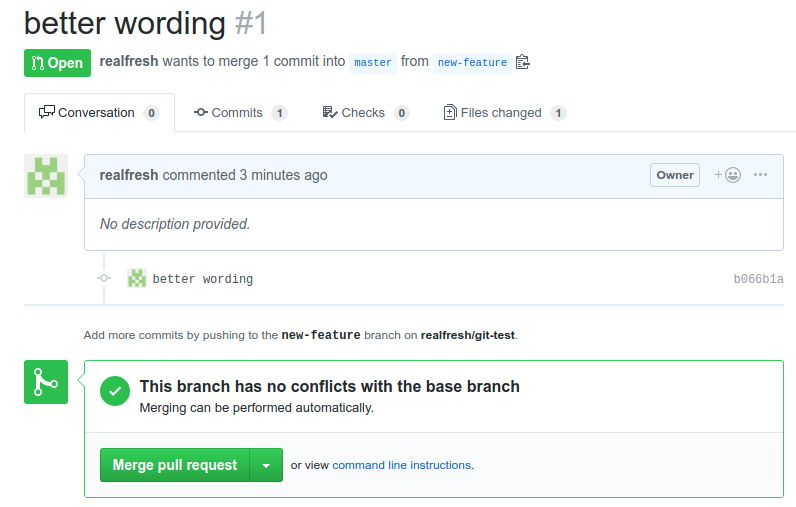 better wording #1
Open realfresh wants to merge 1 commit into master from new-feature
Conversation 0 Commits 1 Checks 0 Files changed 1
realfresh commented 3 minutes ago Owner
No description provided.
better wording b066b1a
Add more commits by pushing to the new-feature branch on realfresh/git-test.
This branch has no conflicts with the base branch
Merging can be performed automatically.
Merge pull request or view command line instructions.